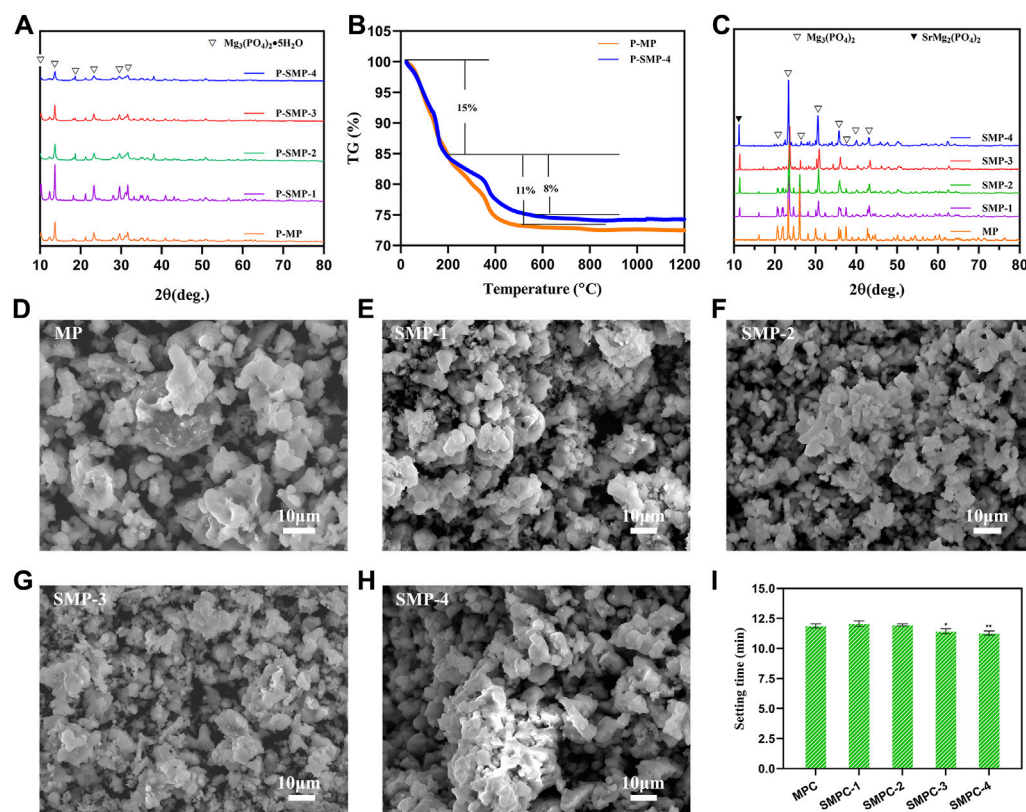 A
▽ Mg₃(PO₄)₂•5H₂O
P-SMP-4
P-SMP-3
P-SMP-2
P-SMP-1
P-MP
10 20 30 40 50 60 70 80
2θ(deg.)
B
105
100
95
90
85
80
75
70
TG (%)
P-MP
P-SMP-4
15%
11%
8%
0 200 400 600 800 1000 1200
Temperature (°C)
C
▽ Mg₃(PO₄)₂ ▼ SrMg₂(PO₄)₂
SMP-4
SMP-3
SMP-2
SMP-1
MP
10 20 30 40 50 60 70 80
2θ(deg.)
D
MP
10μm
E
SMP-1
10μm
F
SMP-2
10μm
G
SMP-3
10μm
H
SMP-4
10μm
I
15.0
12.5
10.0
7.5
5.0
2.5
0.0
Setting time (min)
*
**
MPC
SMPC-1
SMPC-2
SMPC-3
SMPC-4